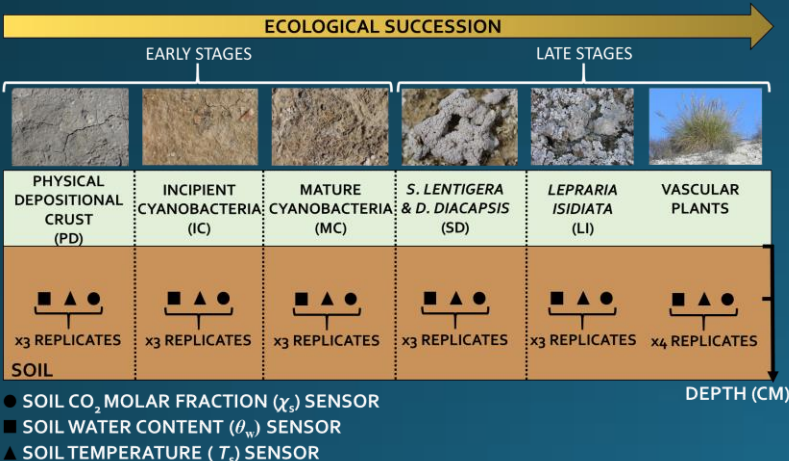 ECOLOGICAL SUCCESSION
EARLY STAGES
LATE STAGES
PHYSICAL
DEPOSITIONAL
CRUST
(PD)
INCIPIENT
CYANOBACTERIA
(IC)
MATURE
CYANOBACTERIA
(MC)
S. LENTIGERA
& D. DIACAPSIS
(SD)
LEPRARIA
ISIDIATA
(LI)
VASCULAR
PLANTS
x3 REPLICATES
x3 REPLICATES
x3 REPLICATES
x3 REPLICATES
x3 REPLICATES
x4 REPLICATES
SOIL
DEPTH (CM)
● SOIL CO₂ MOLAR FRACTION (χₛ) SENSOR
■ SOIL WATER CONTENT (θ_w) SENSOR
▲ SOIL TEMPERATURE ( Tₛ) SENSOR